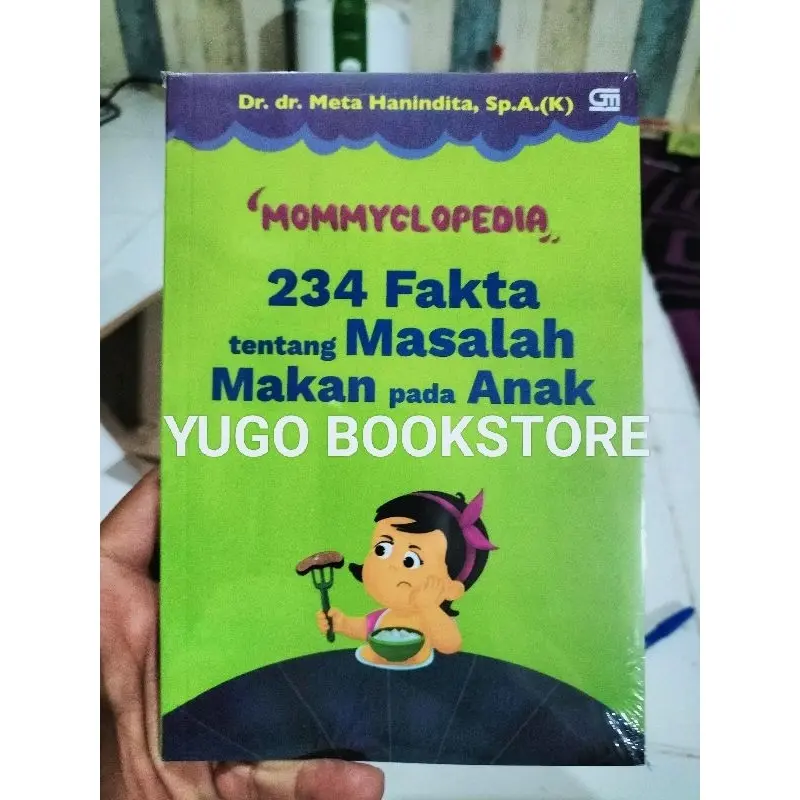 Dr. dr. Meta Hanindita, Sp.A.(K)
GM
MOMMYCLOPEDIA
234 Fakta
tentang Masalah
Makan pada Anak
YUGO BOOKSTORE